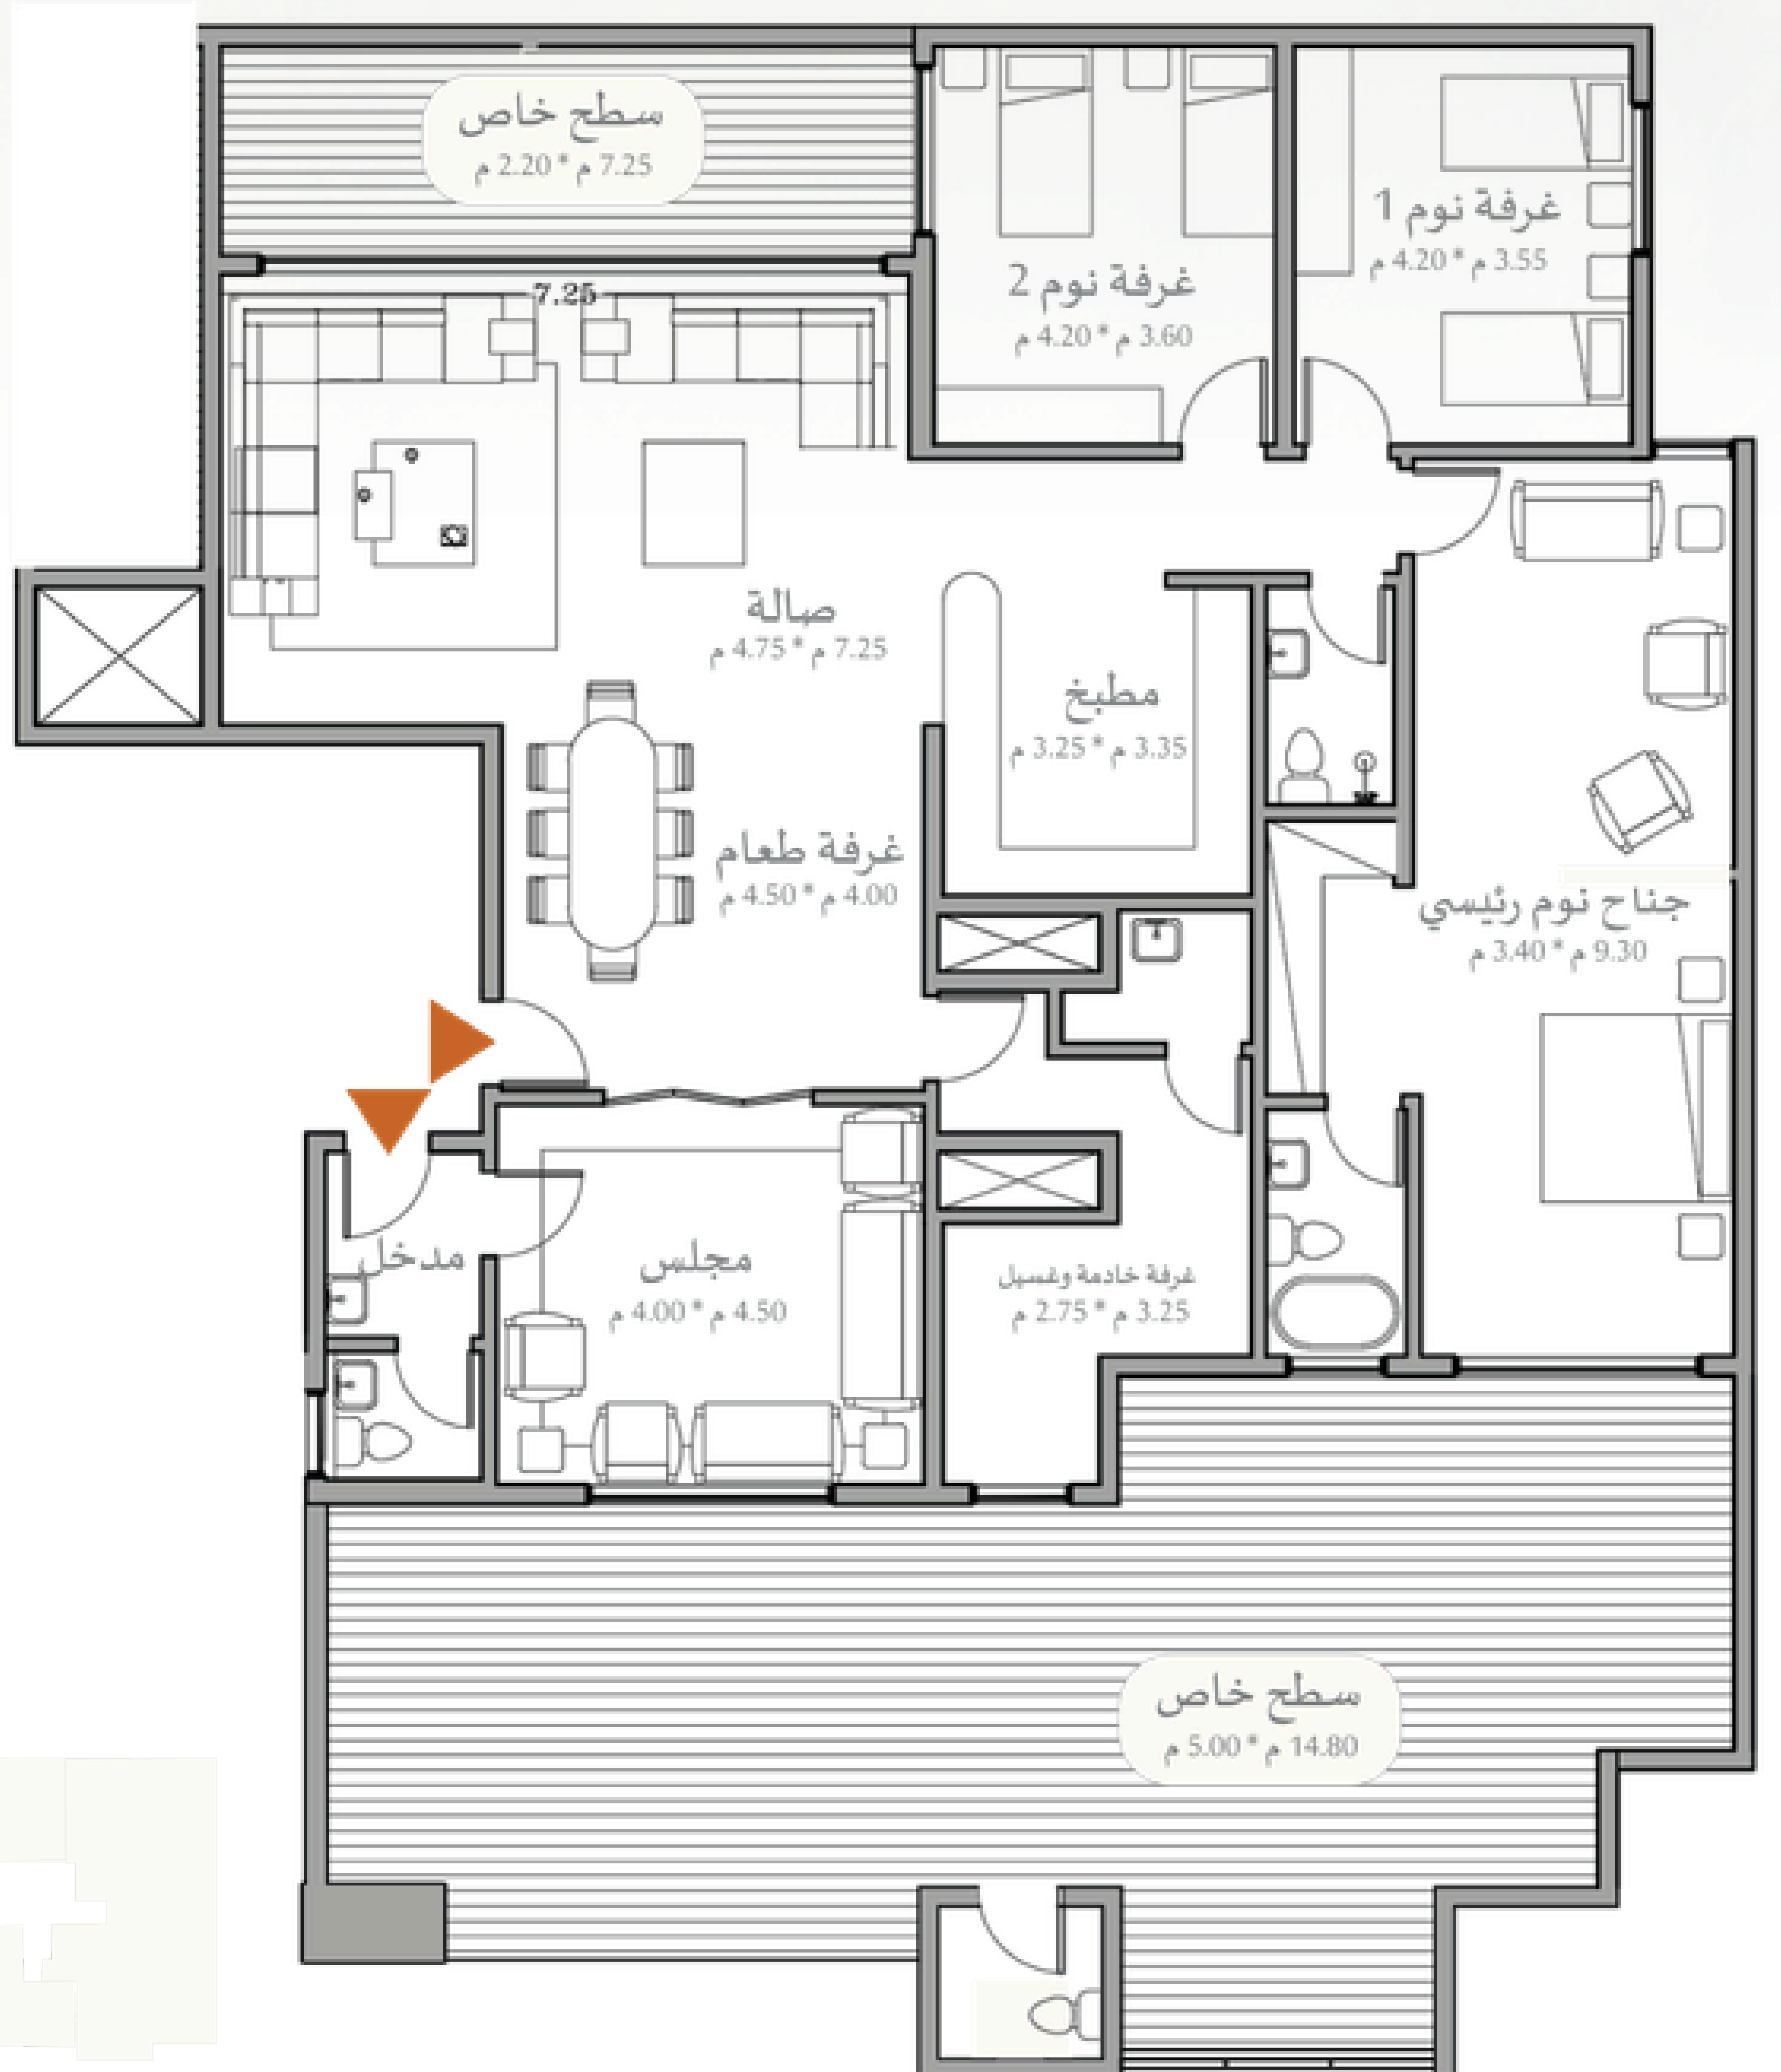 سطح خاص
7.25 م * 2.20 م
غرفة نوم 1
3.55 م * 4.20 م
غرفة نوم 2
3.60 م * 4.20 م
7.25
صالة
7.25 م * 4.75 م
مطبخ
3.35 م * 3.25 م
غرفة طعام
4.00 م * 4.50 م
جناح نوم رئيسي
9.30 م * 3.40 م
مدخل
مجلس
4.50 م * 4.00 م
غرفة خادمة وغسيل
3.25 م * 2.75 م
سطح خاص
14.80 م * 5.00 م